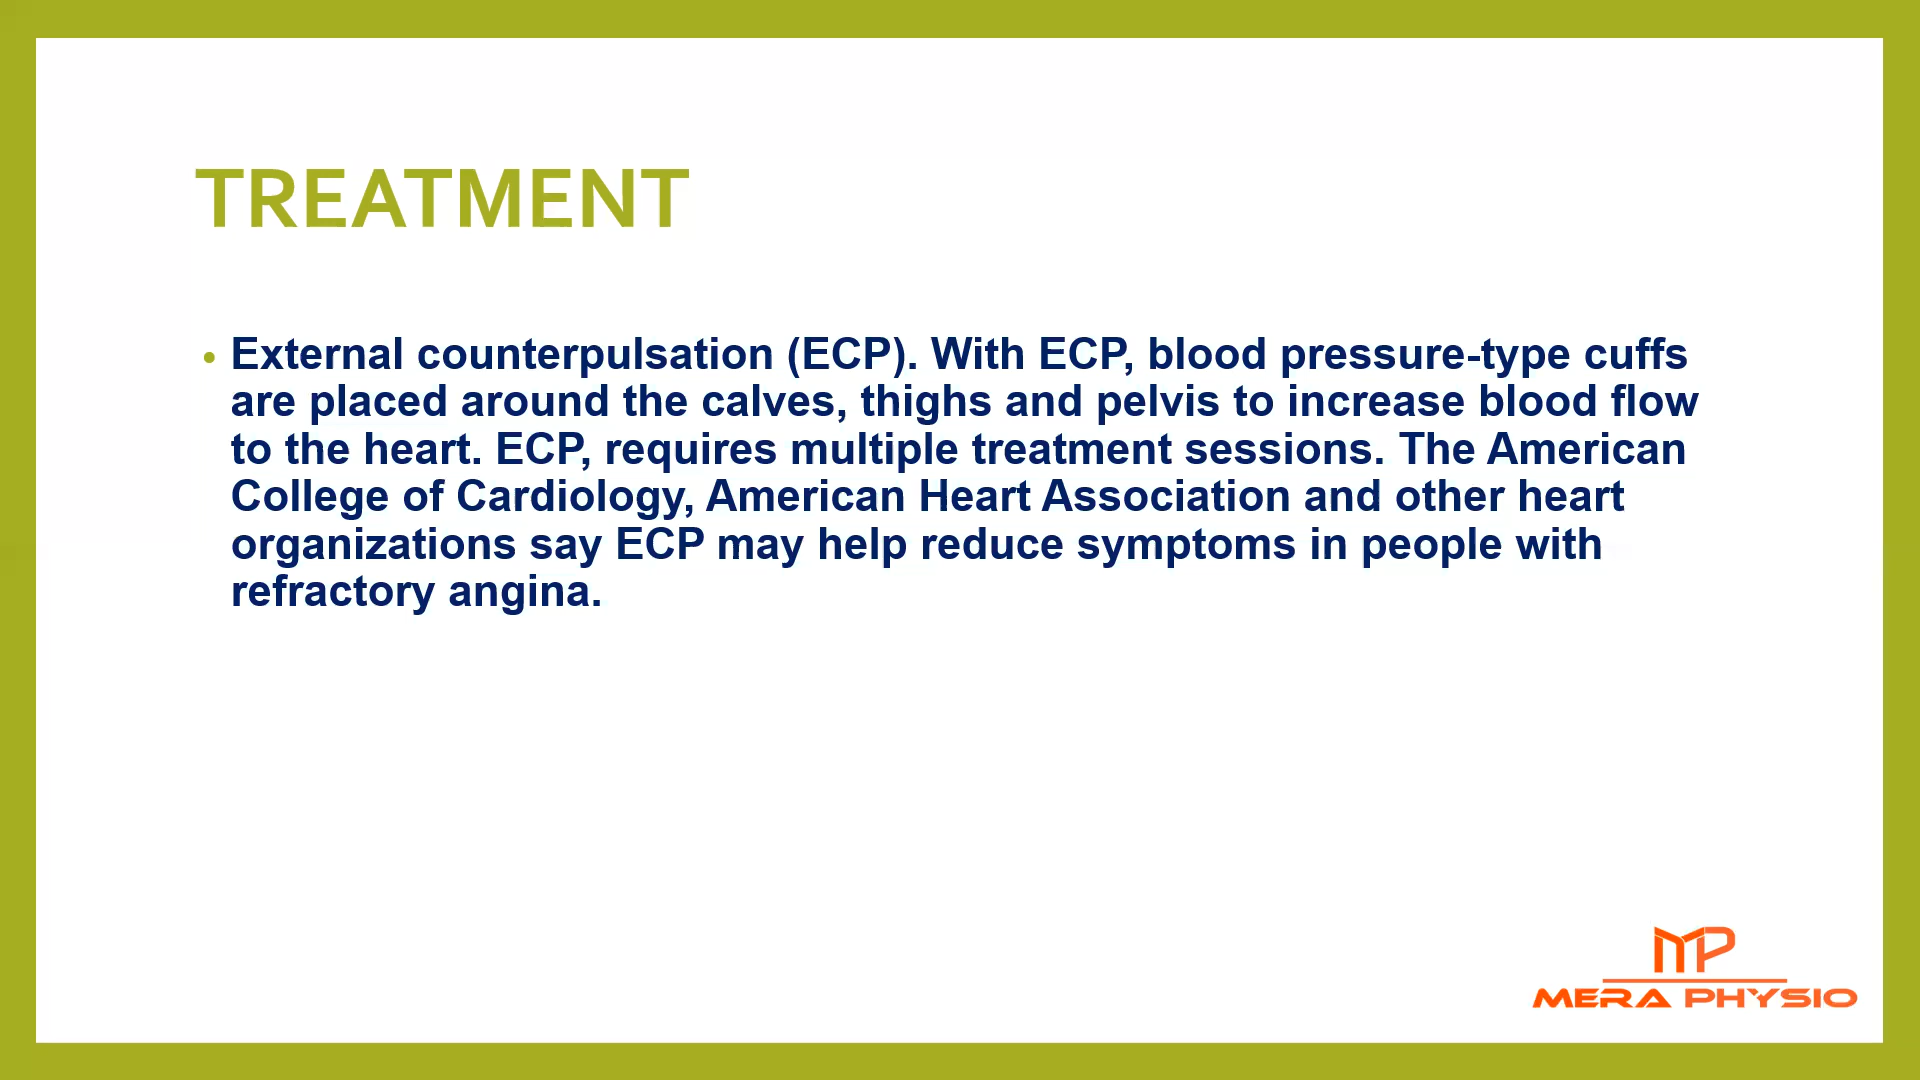 TREATMENT
• External counterpulsation (ECP). With ECP, blood pressure-type cuffs
are placed around the calves, thighs and pelvis to increase blood flow
to the heart. ECP, requires multiple treatment sessions. The American
College of Cardiology, American Heart Association and other heart
organizations say ECP may help reduce symptoms in people with
refractory angina.
MP
MERA PHYSIO